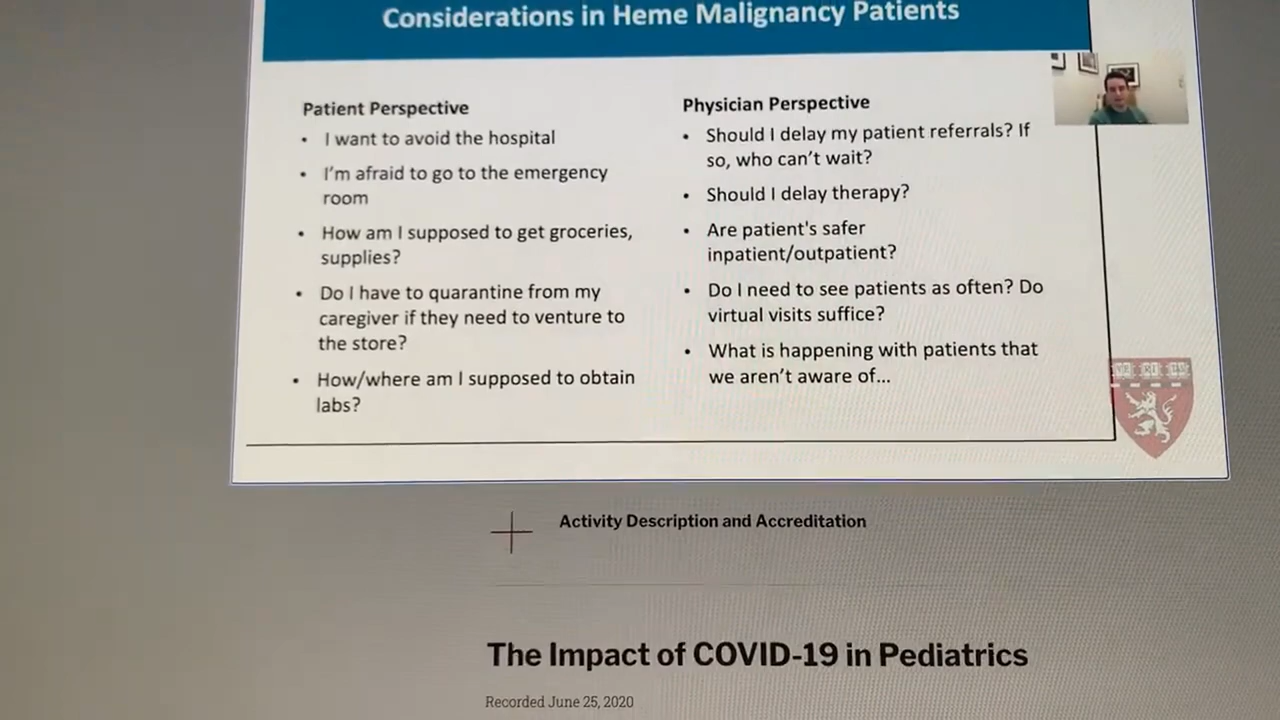 Considerations in Heme Malignancy Patients
Patient Perspective
• I want to avoid the hospital
• I'm afraid to go to the emergency
room
• How am I supposed to get groceries,
supplies?
• Do I have to quarantine from my
caregiver if they need to venture to
the store?
• How/where am I supposed to obtain
labs?
Physician Perspective
• Should I delay my patient referrals? If
so, who can't wait?
• Should I delay therapy?
• Are patient's safer
inpatient/outpatient?
• Do I need to see patients as often? Do
virtual visits suffice?
• What is happening with patients that
we aren't aware of...
Activity Description and Accreditation
The Impact of COVID-19 in Pediatrics
Recorded June 25, 2020